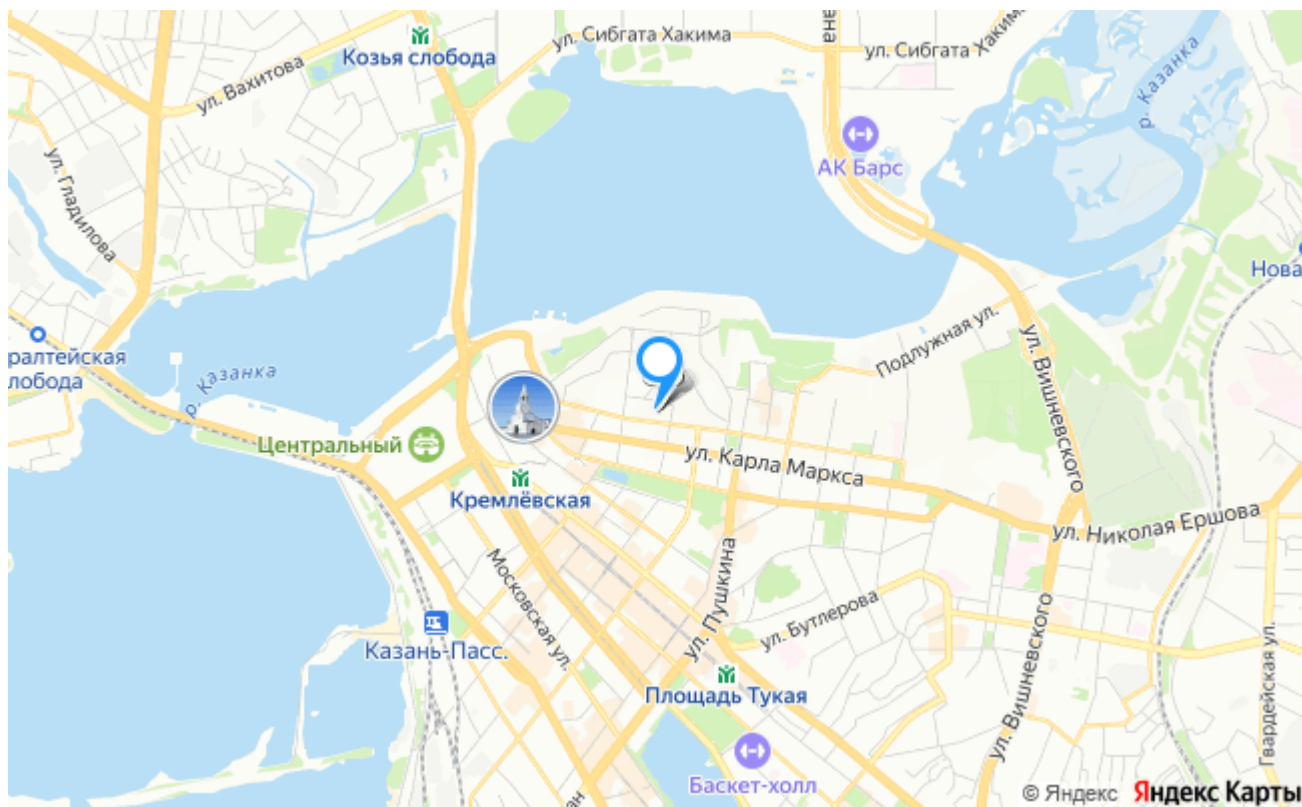 Козья слобода
ул. Сибгата Хакима
ул. Сибгата Хакима
ул. Вахитова
р. Казанка
АК Барс
ул. Гладилова
Нова
Подлужная ул.
ралтейская
лобода
р. Казанка
ул. Вишневского
Центральный
ул. Карла Маркса
Кремлёвская
ул. Николая Ершова
Московская ул.
ул. Пушкина
ул. Бутлерова
Казань-Пасс.
ул. Вишневского
Гвардейская ул.
Площадь Тукая
Баскет-холл
© Яндекс Яндекс Карты